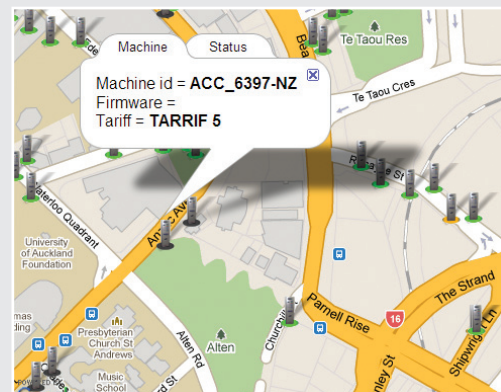 Machine
Status
Machine id = ACC_6397-NZ
Firmware =
Tariff = TARRIF 5
Te Taou Res
Te Taou Cres
Waterloo Quadrant
University
of Auckland
Foundation
Churchill
Parnell Rise
16
The Strand
Shipwright Ln
Presbyterian
Church St
Andrews
Alten Rd
Alten
Music
School